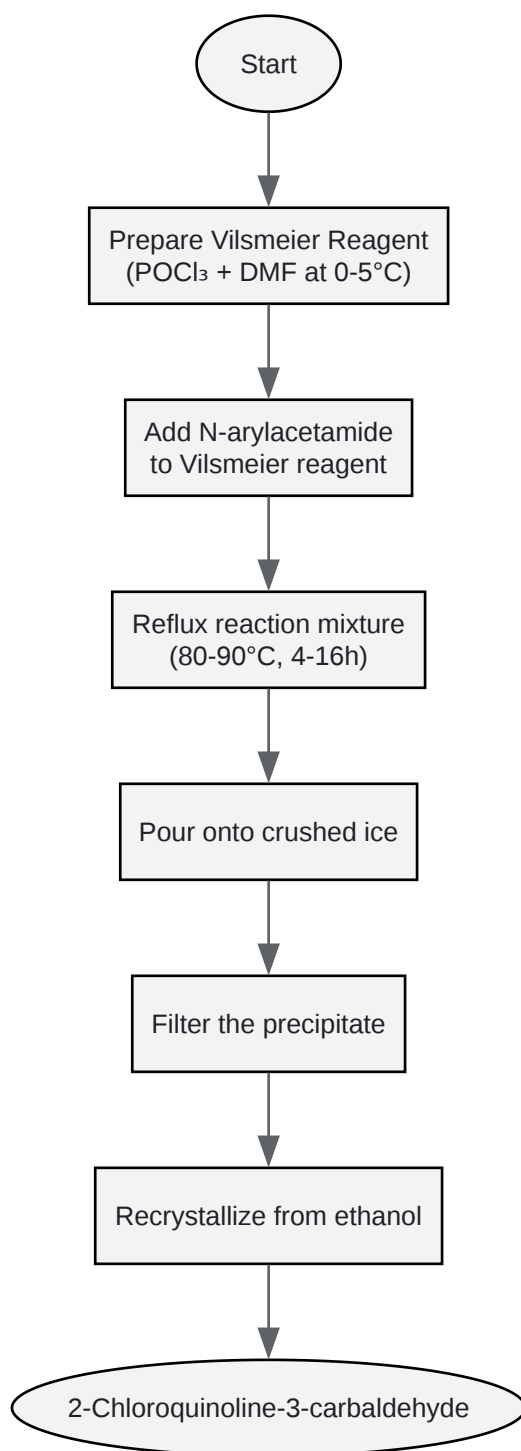 Start
Prepare Vilsmeier Reagent
(POCl₃ + DMF at 0-5°C)
Add N-arylacetamide
to Vilsmeier reagent
Reflux reaction mixture
(80-90°C, 4-16h)
Pour onto crushed ice
Filter the precipitate
Recrystallize from ethanol
2-Chloroquinoline-3-carbaldehyde